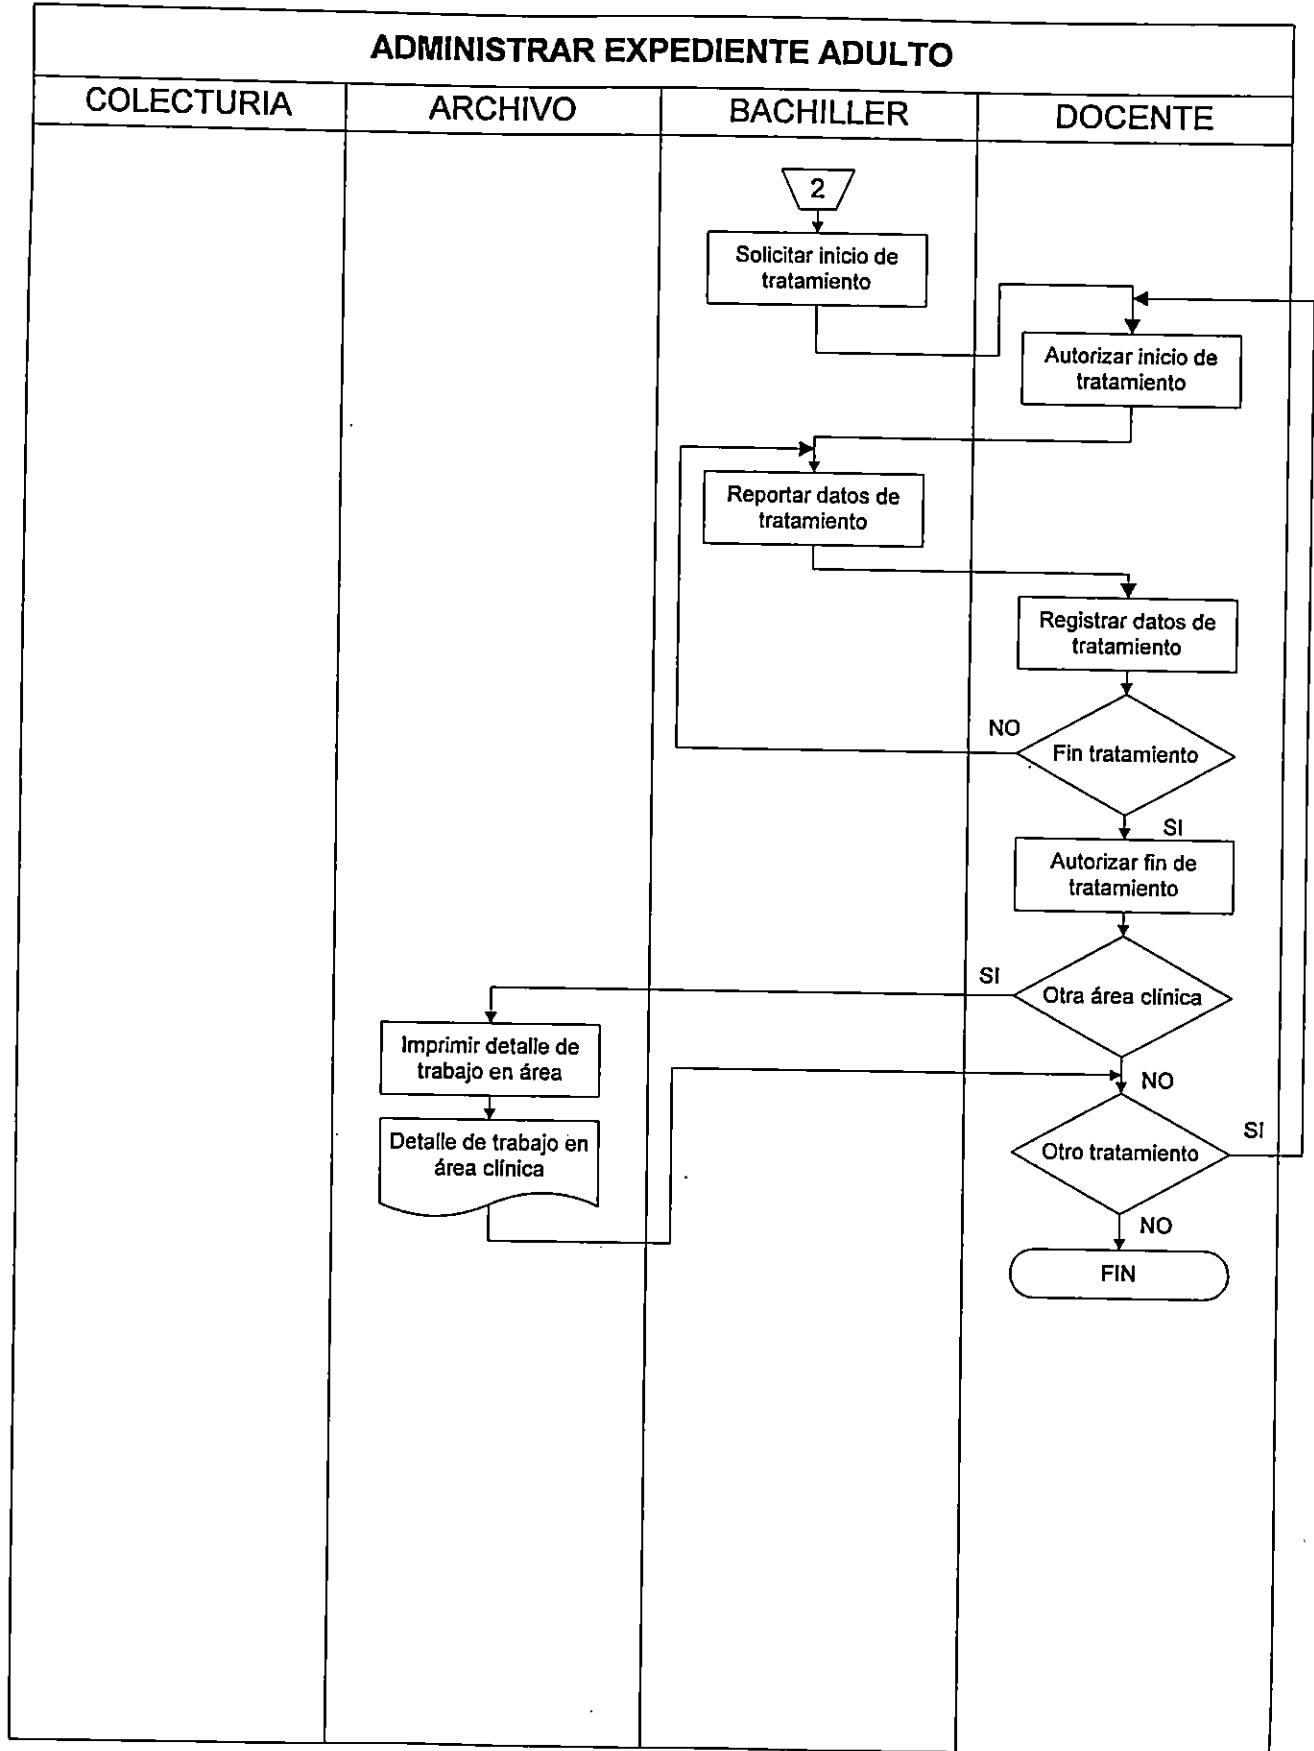 ADMINISTRAR EXPEDIENTE ADULTO
COLECTURIA
ARCHIVO
BACHILLER
DOCENTE
2
Solicitar inicio de
tratamiento
Autorizar inicio de
tratamiento
Reportar datos de
tratamiento
Registrar datos de
tratamiento
NO
Fin tratamiento
SI
Autorizar fin de
tratamiento
SI
Otra área clínica
Imprimir detalle de
trabajo en área
NO
Detalle de trabajo en
área clínica
Otro tratamiento
SI
NO
FIN